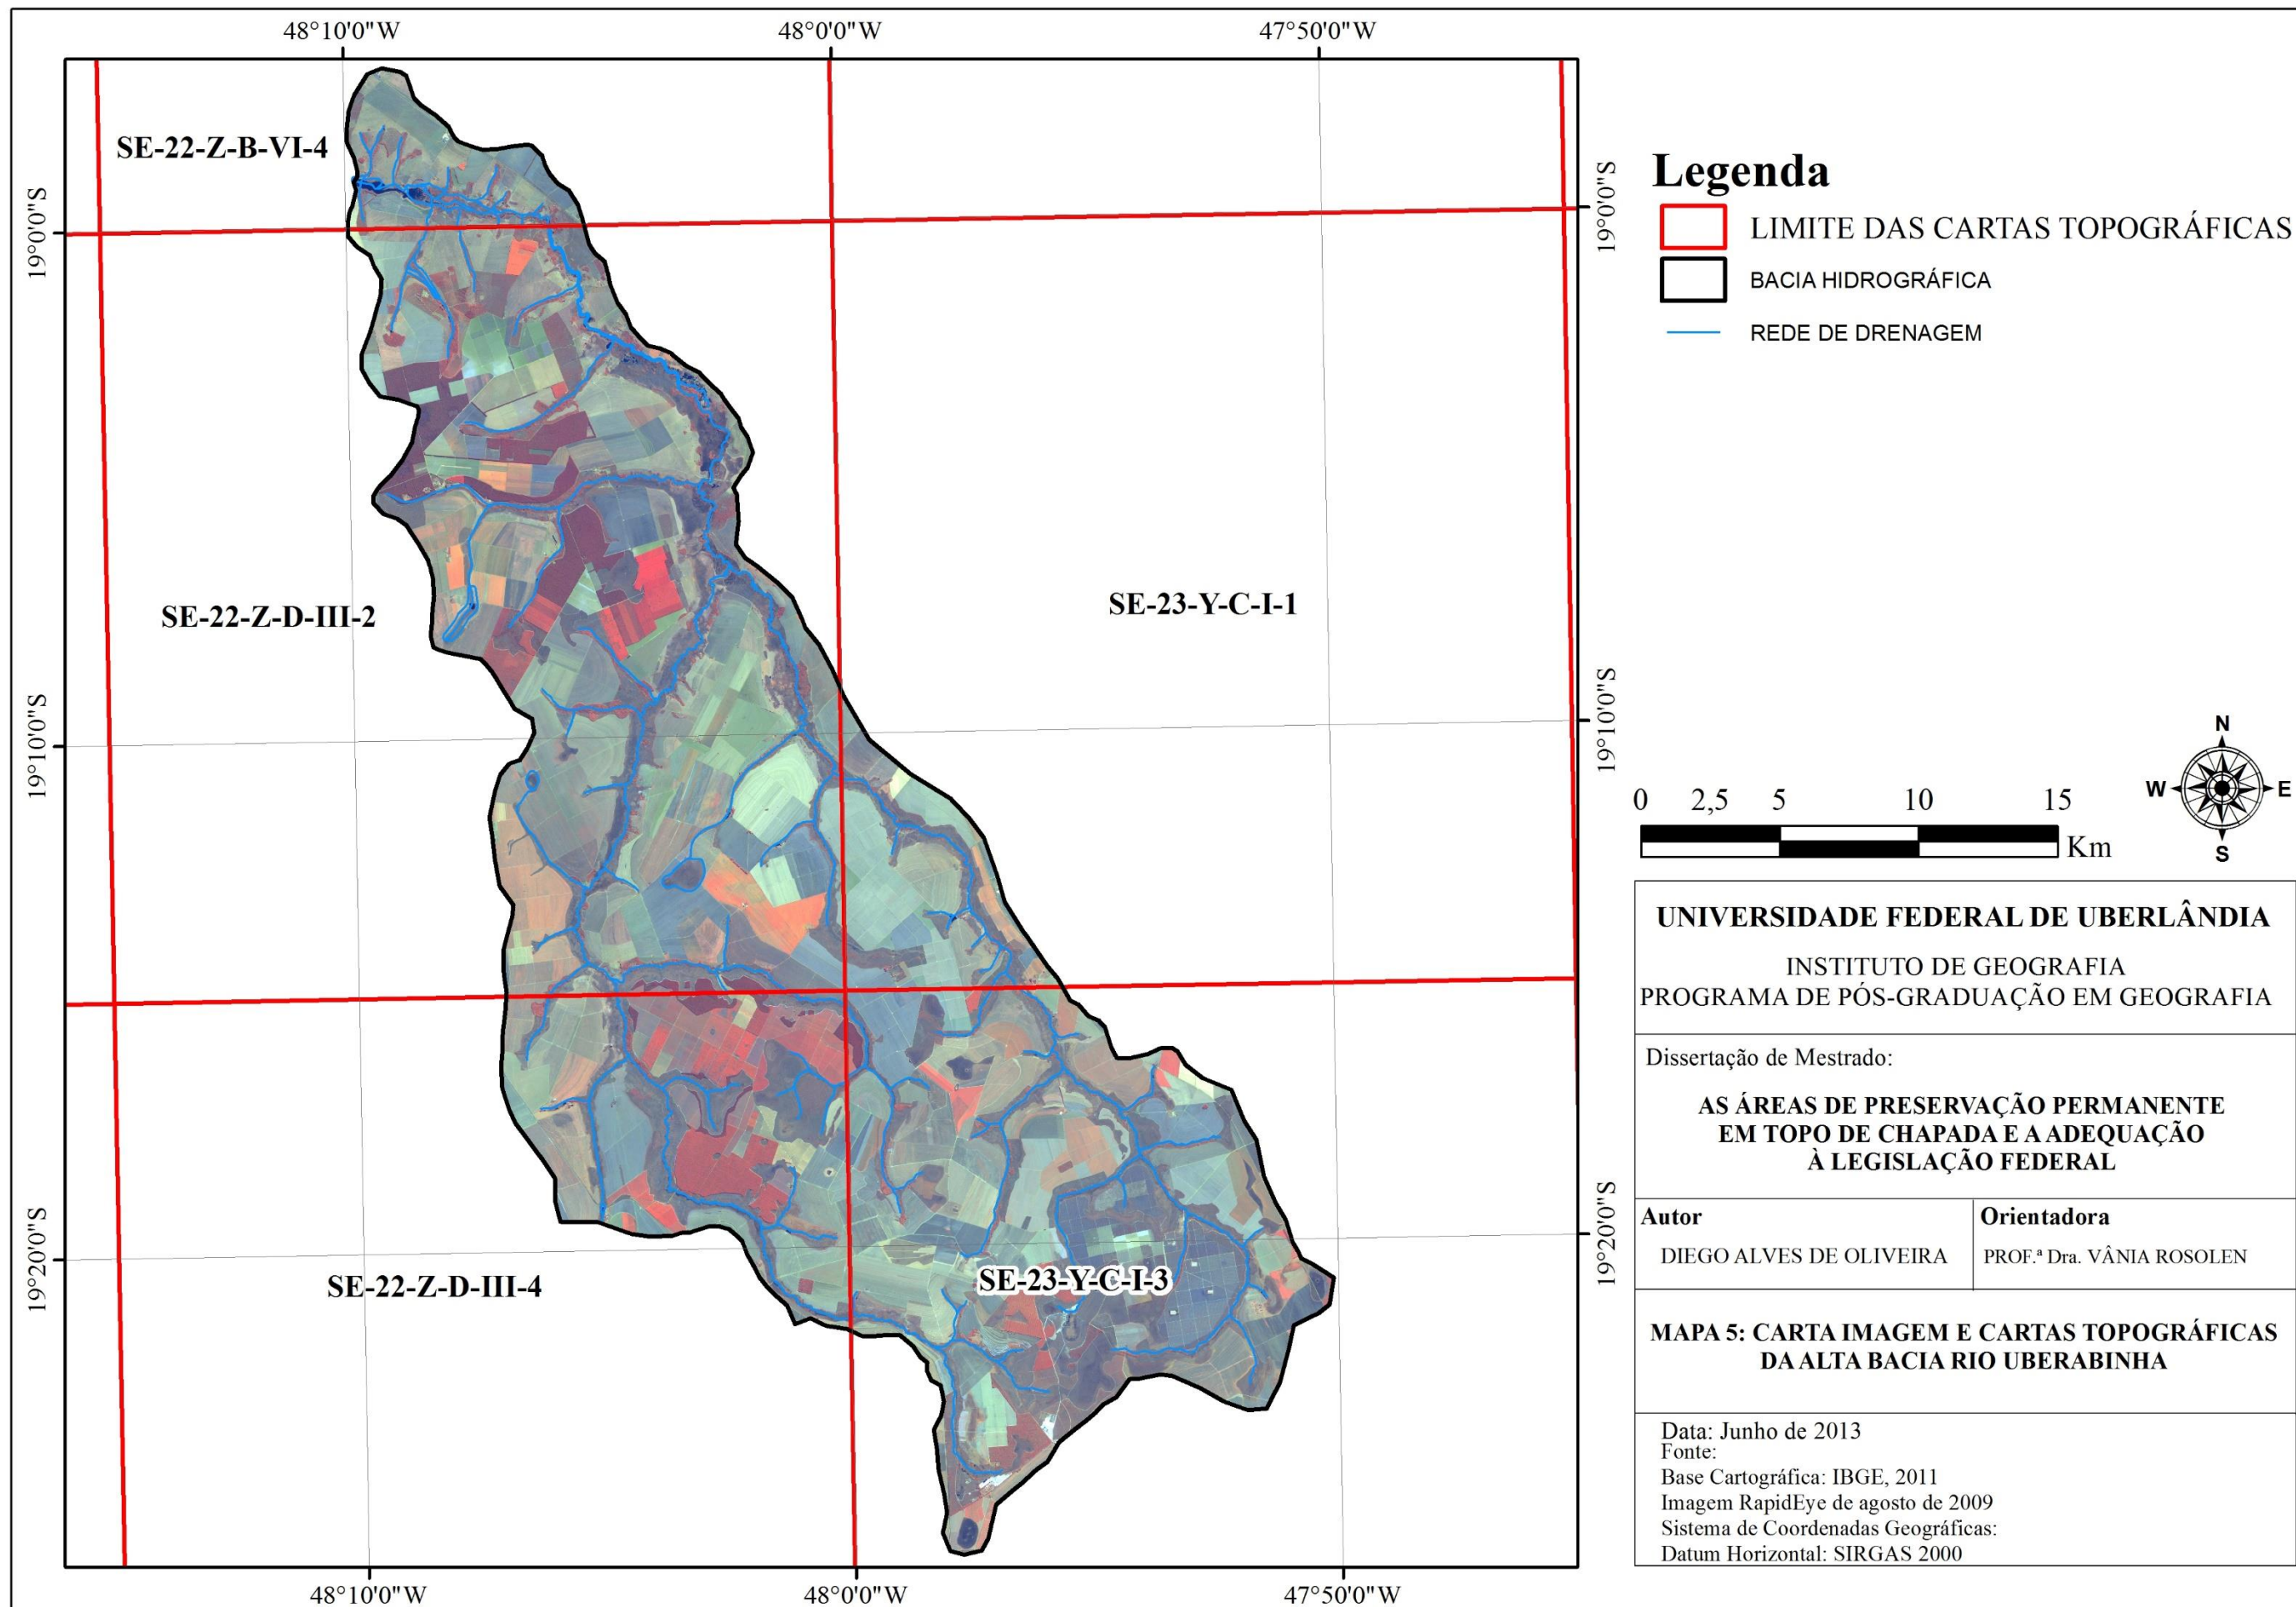 48°10'0"W 48°0'0"W 47°50'0"W
SE-22-Z-B-VI-4
19°0'0"S 19°0'0"S
SE-22-Z-D-III-2
SE-23-Y-C-I-1
19°10'0"S 19°10'0"S
19°20'0"S 19°20'0"S
SE-22-Z-D-III-4
SE-23-Y-C-I-3
48°10'0"W 48°0'0"W 47°50'0"W
Legenda
LIMITE DAS CARTAS TOPOGRÁFICAS
BACIA HIDROGRÁFICA
REDE DE DRENAGEM
N
W E
S
0 2,5 5 10 15
Km
UNIVERSIDADE FEDERAL DE UBERLÂNDIA
INSTITUTO DE GEOGRAFIA
PROGRAMA DE PÓS-GRADUAÇÃO EM GEOGRAFIA
Dissertação de Mestrado:
AS ÁREAS DE PRESERVAÇÃO PERMANENTE
EM TOPO DE CHAPADA E A ADEQUAÇÃO
À LEGISLAÇÃO FEDERAL
Autor
DIEGO ALVES DE OLIVEIRA
Orientadora
PROF.ª Dra. VÂNIA ROSOLEN
MAPA 5: CARTA IMAGEM E CARTAS TOPOGRÁFICAS
DA ALTA BACIA RIO UBERABINHA
Data: Junho de 2013
Fonte:
Base Cartográfica: IBGE, 2011
Imagem RapidEye de agosto de 2009
Sistema de Coordenadas Geográficas:
Datum Horizontal: SIRGAS 2000